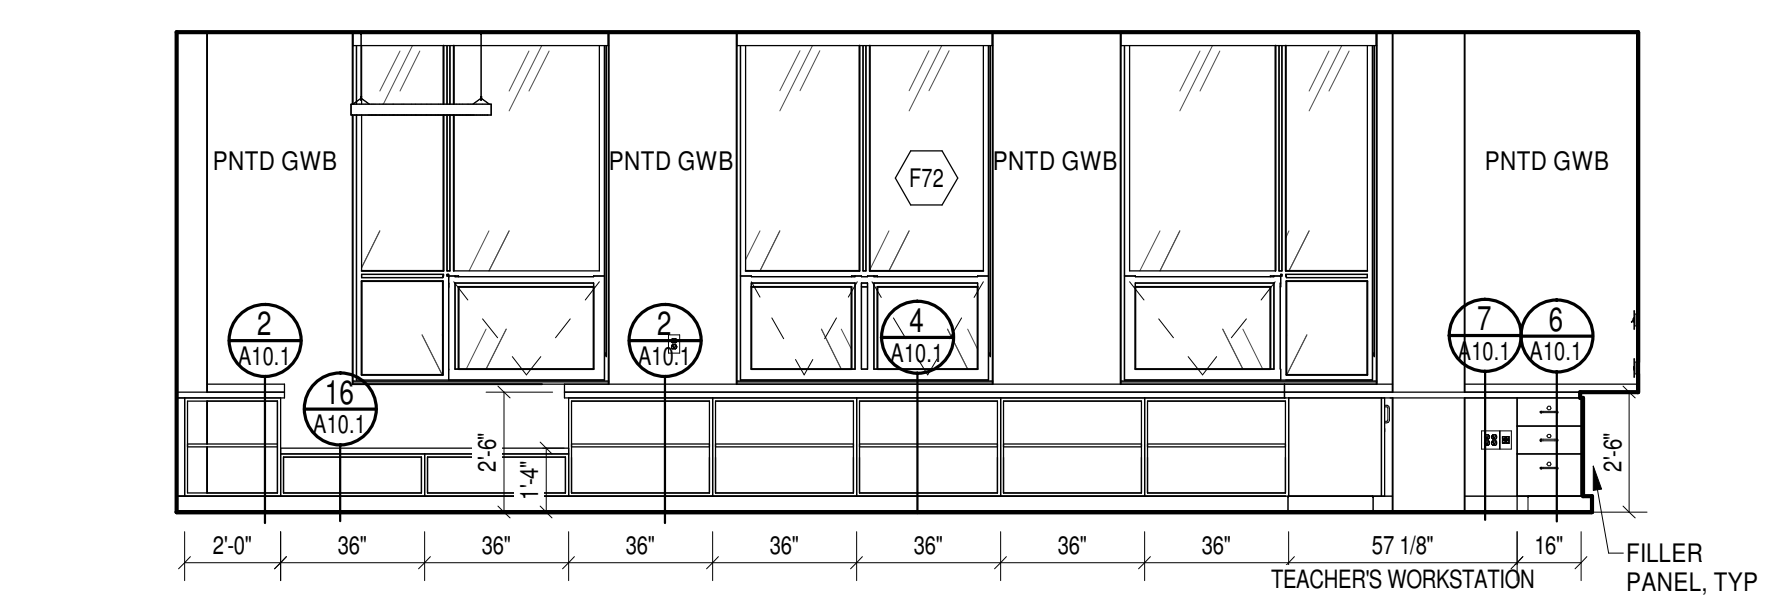 PNTD GWB
PNTD GWB
PNTD GWB
PNTD GWB
F72
2
A10.1
2
A10.1
4
A10.1
7
A10.1
6
A10.1
16
A10.1
2'-6"
1'-4"
2'-6"
2'-0"
36"
36"
36"
36"
36"
36"
36"
57 1/8"
16"
TEACHER'S WORKSTATION
FILLER
PANEL, TYP